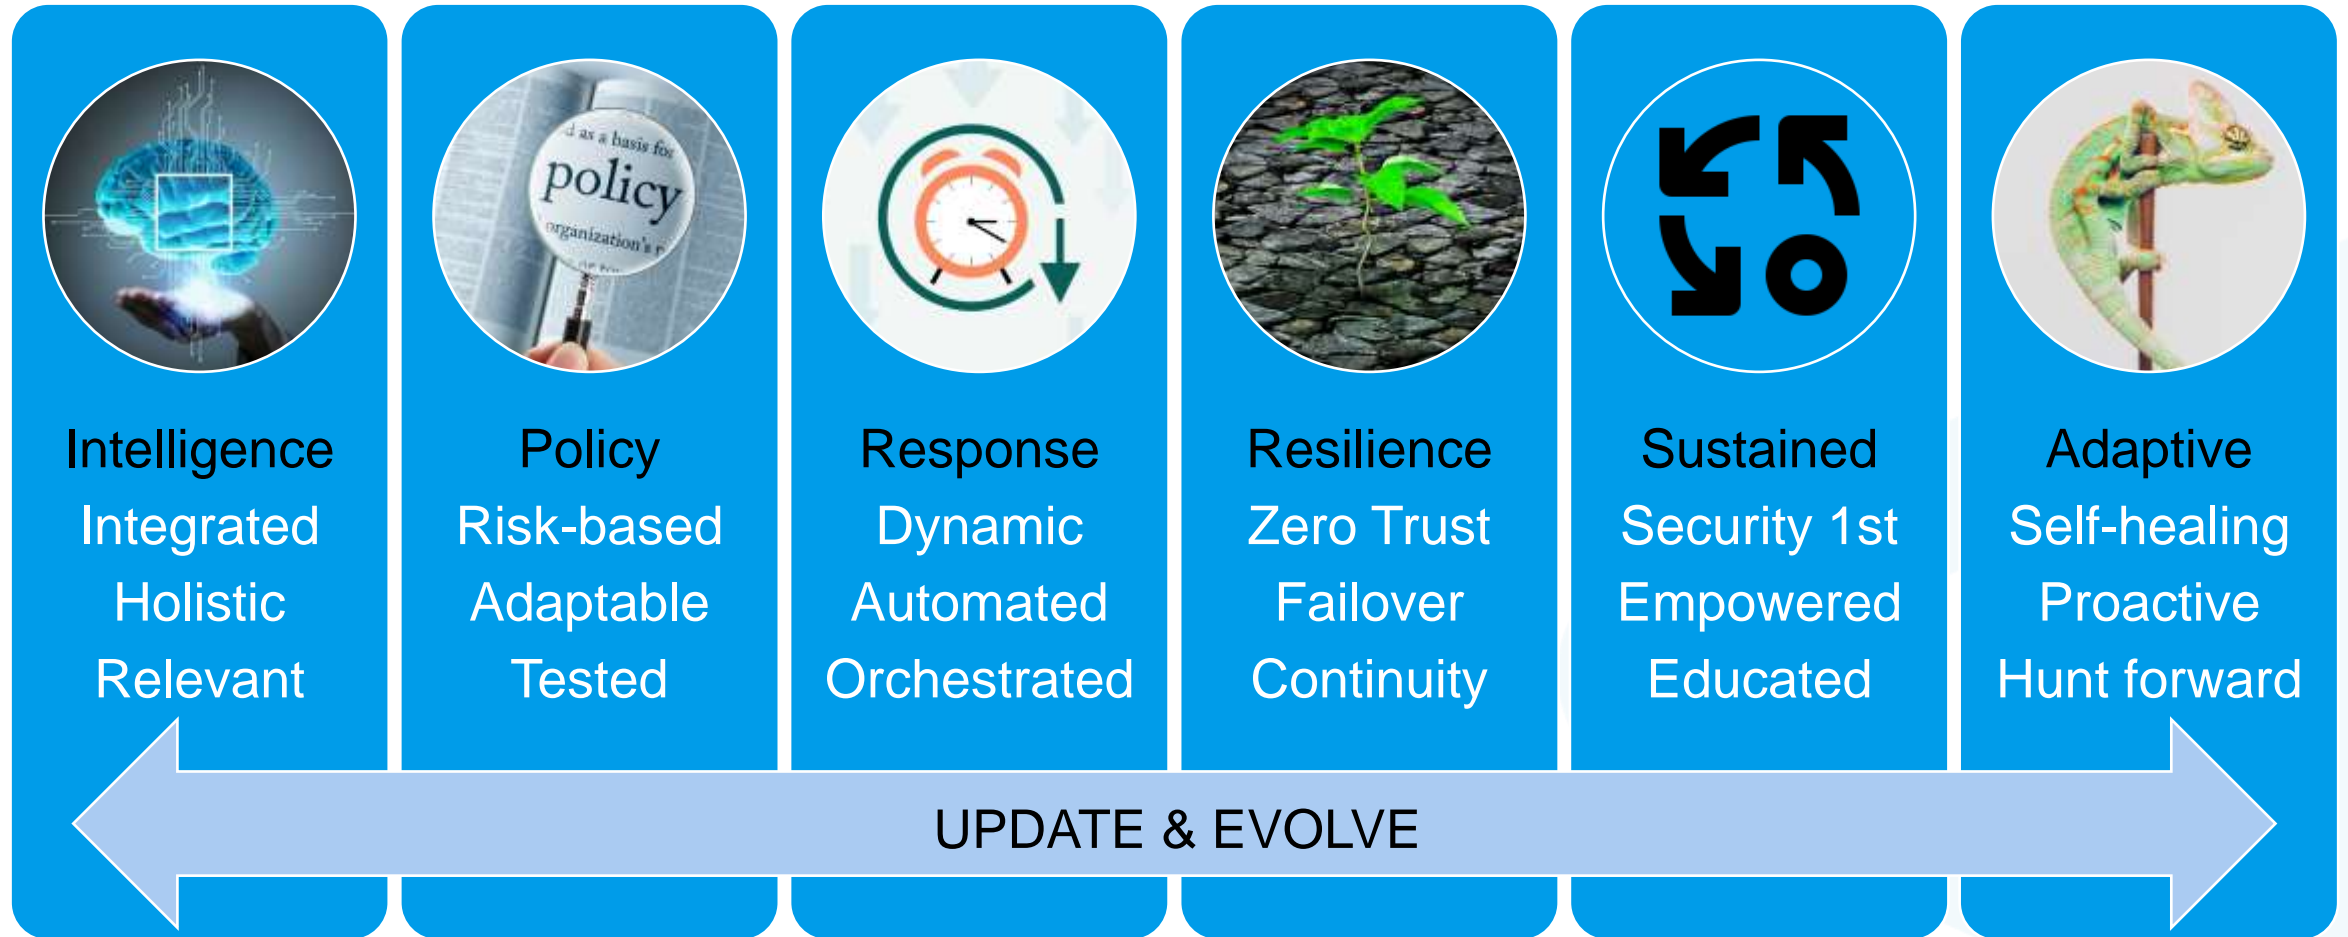 d as a basis for
policy
organization's
Intelligence
Integrated
Holistic
Relevant
Policy
Risk-based
Adaptable
Tested
Response
Dynamic
Automated
Orchestrated
Resilience
Zero Trust
Failover
Continuity
Sustained
Security 1st
Empowered
Educated
Adaptive
Self-healing
Proactive
Hunt forward
UPDATE & EVOLVE